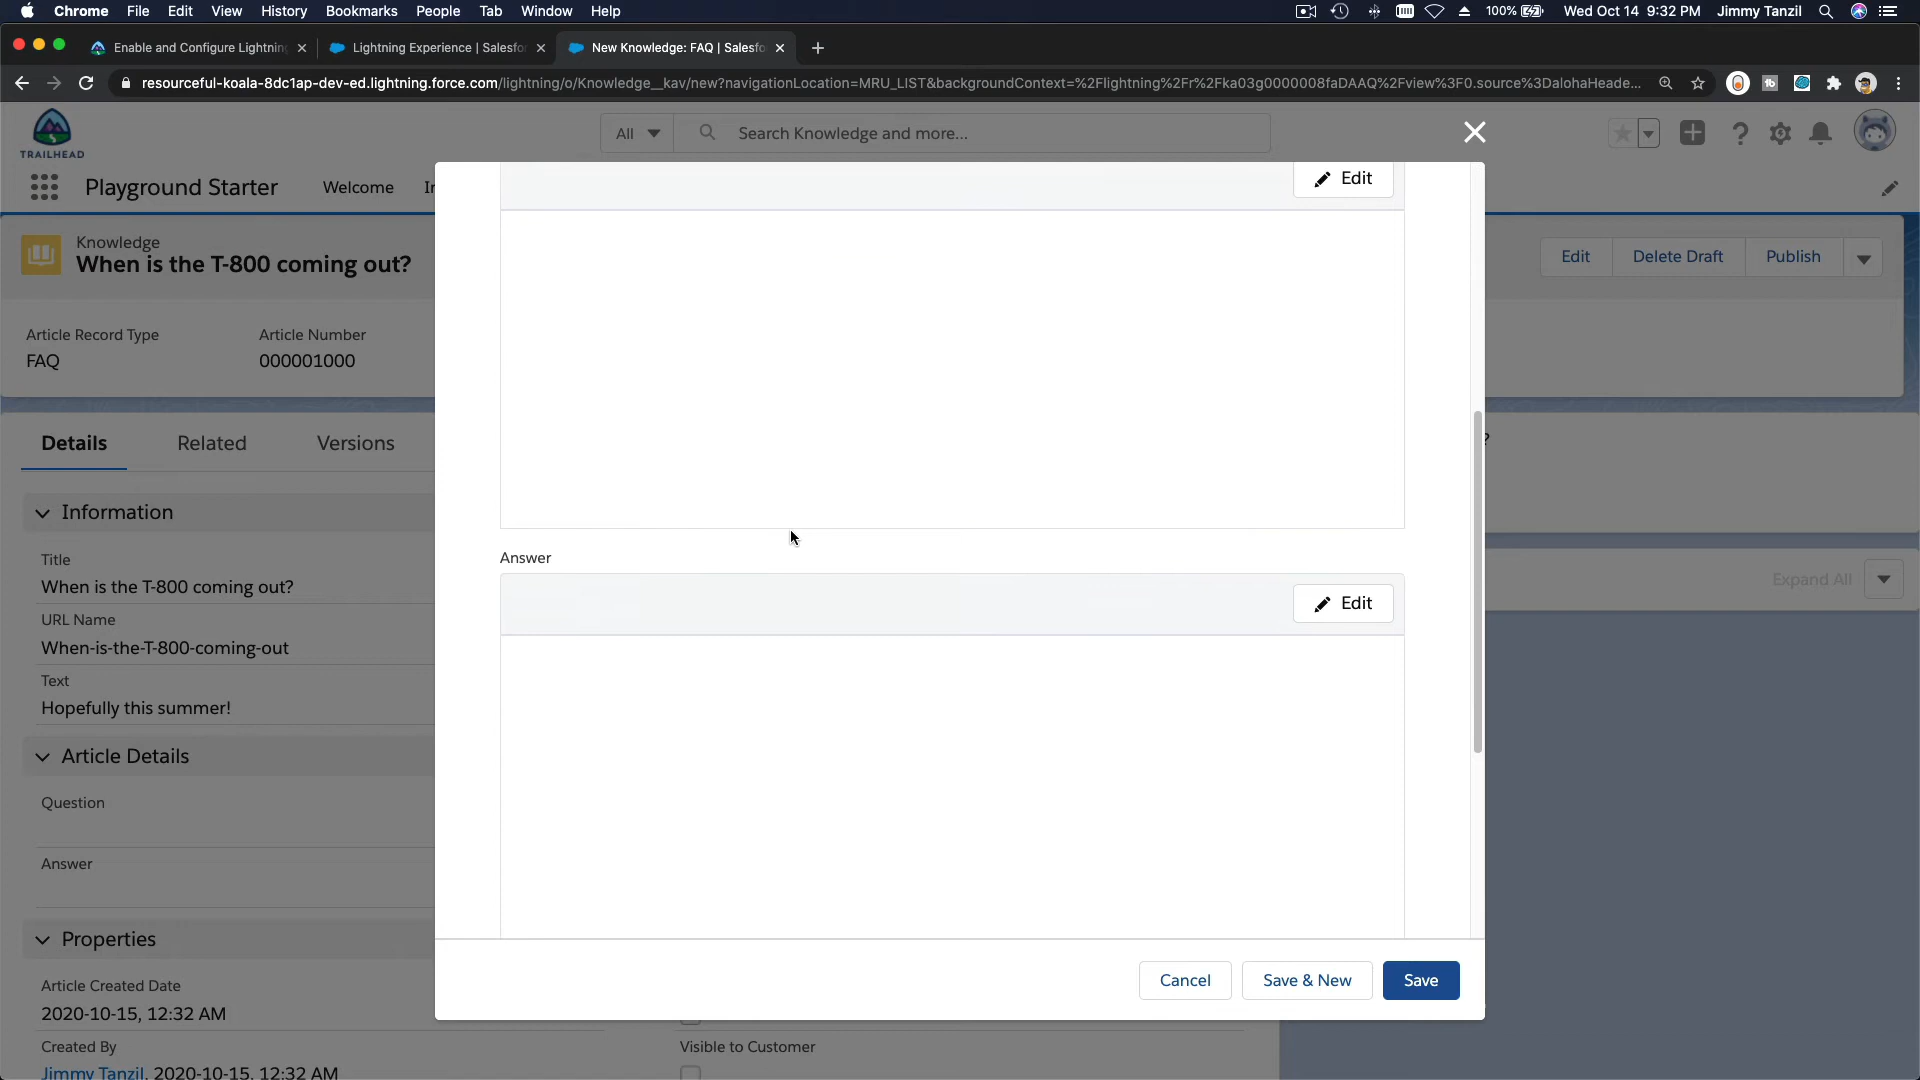 Chrome File Edit View History Bookmarks People Tab Window Help 100% Wed Oct 14 9:32 PM Jimmy Tanzil
Enable and Configure Lightning
Lightning Experience | Salesfo
New Knowledge: FAQ | Salesfo
resourceful-koala-8dc1ap-dev-ed.lightning.force.com/lightning/o/Knowledge__kav/new?navigationLocation=MRU_LIST&backgroundContext=%2Flightning%2Fr%2Fka03g0000008faDAAQ%2Fview%3F0.source%3DalohaHeade...
TRAILHEAD
All
Search Knowledge and more...
Playground Starter Welcome
Knowledge
When is the T-800 coming out?
Edit Delete Draft Publish
Article Record Type
FAQ
Article Number
000001000
Details Related Versions
Information
Title
When is the T-800 coming out?
URL Name
When-is-the-T-800-coming-out
Text
Hopefully this summer!
Article Details
Question
Answer
Properties
Article Created Date
2020-10-15, 12:32 AM
Created By
Jimmy Tanzil, 2020-10-15, 12:32 AM
Visible to Customer
Edit
Answer
Edit
Cancel Save & New Save
?
Expand All